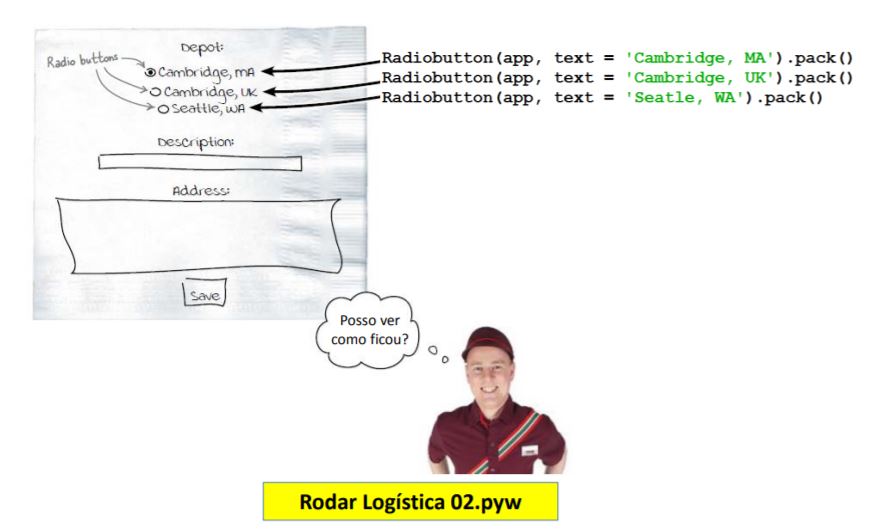 Depot:
Radio buttons
Cambridge, MA
Cambridge, UK
Seattle, WA
Radiobutton(app, text = 'Cambridge, MA').pack()
Radiobutton(app, text = 'Cambridge, UK').pack()
Radiobutton(app, text = 'Seatle, WA').pack()
Description:
Address:
Save
Posso ver
como ficou?
Rodar Logística 02.pyw